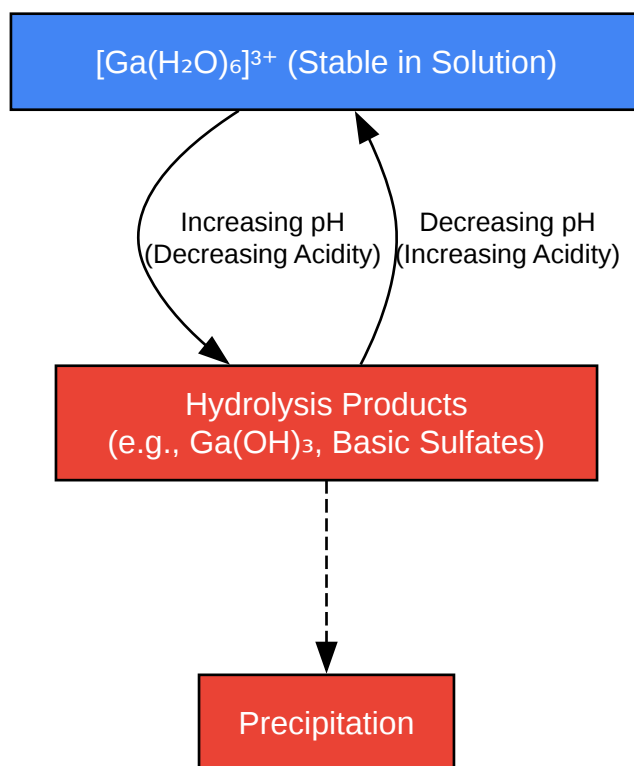 [Ga(H₂O)₆]³⁺ (Stable in Solution)
Increasing pH
(Decreasing Acidity)
Decreasing pH
(Increasing Acidity)
Hydrolysis Products
(e.g., Ga(OH)₃, Basic Sulfates)
Precipitation